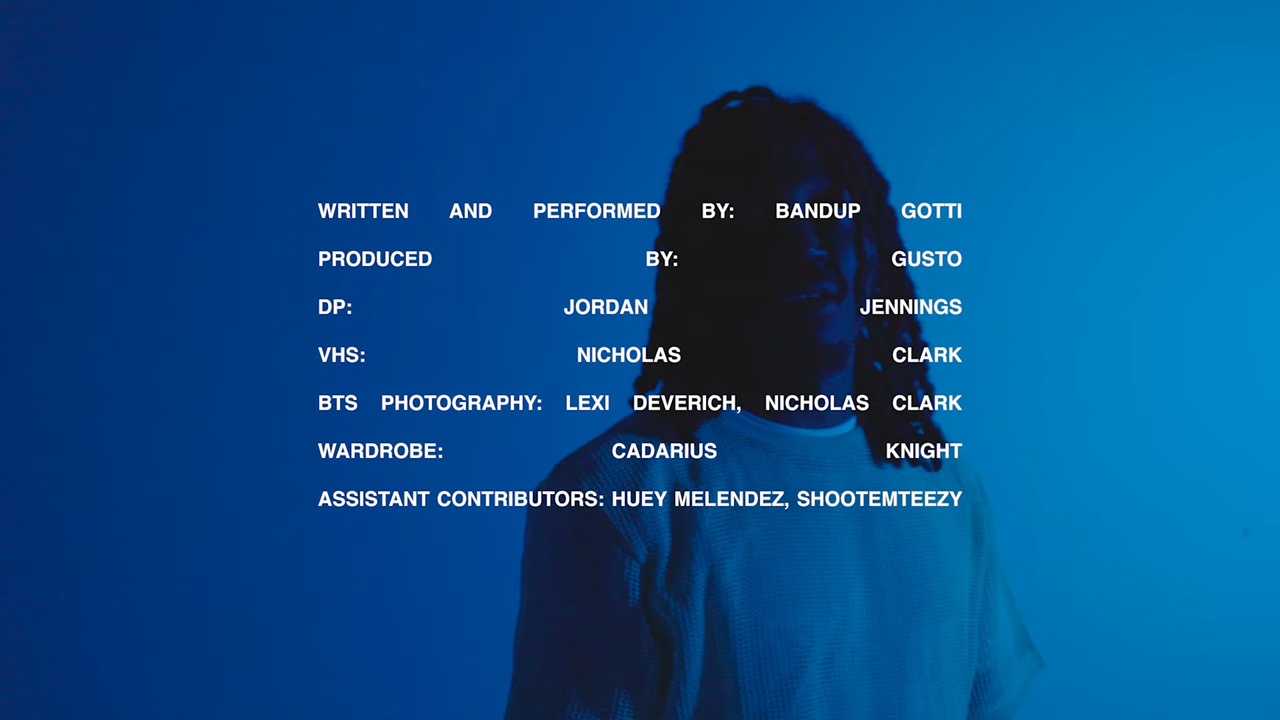 WRITTEN AND PERFORMED BY: BANDUP GOTTI
PRODUCED BY: GUSTO
DP: JORDAN JENNINGS
VHS: NICHOLAS CLARK
BTS PHOTOGRAPHY: LEXI DEVERICH, NICHOLAS CLARK
WARDROBE: CADARIUS KNIGHT
ASSISTANT CONTRIBUTORS: HUEY MELENDEZ, SHOOTEMTEEZY